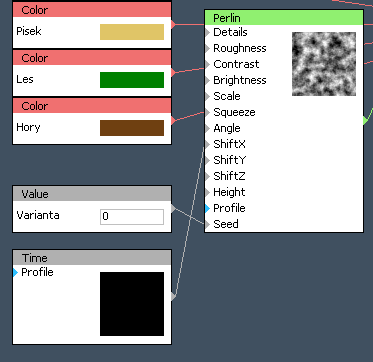 Color
Pisek
Color
Les
Color
Hory
Value
Varianta 0
Time
Profile
Perlin
Details
Roughness
Contrast
Brightness
Scale
Squeeze
Angle
ShiftX
ShiftY
ShiftZ
Height
Profile
Seed